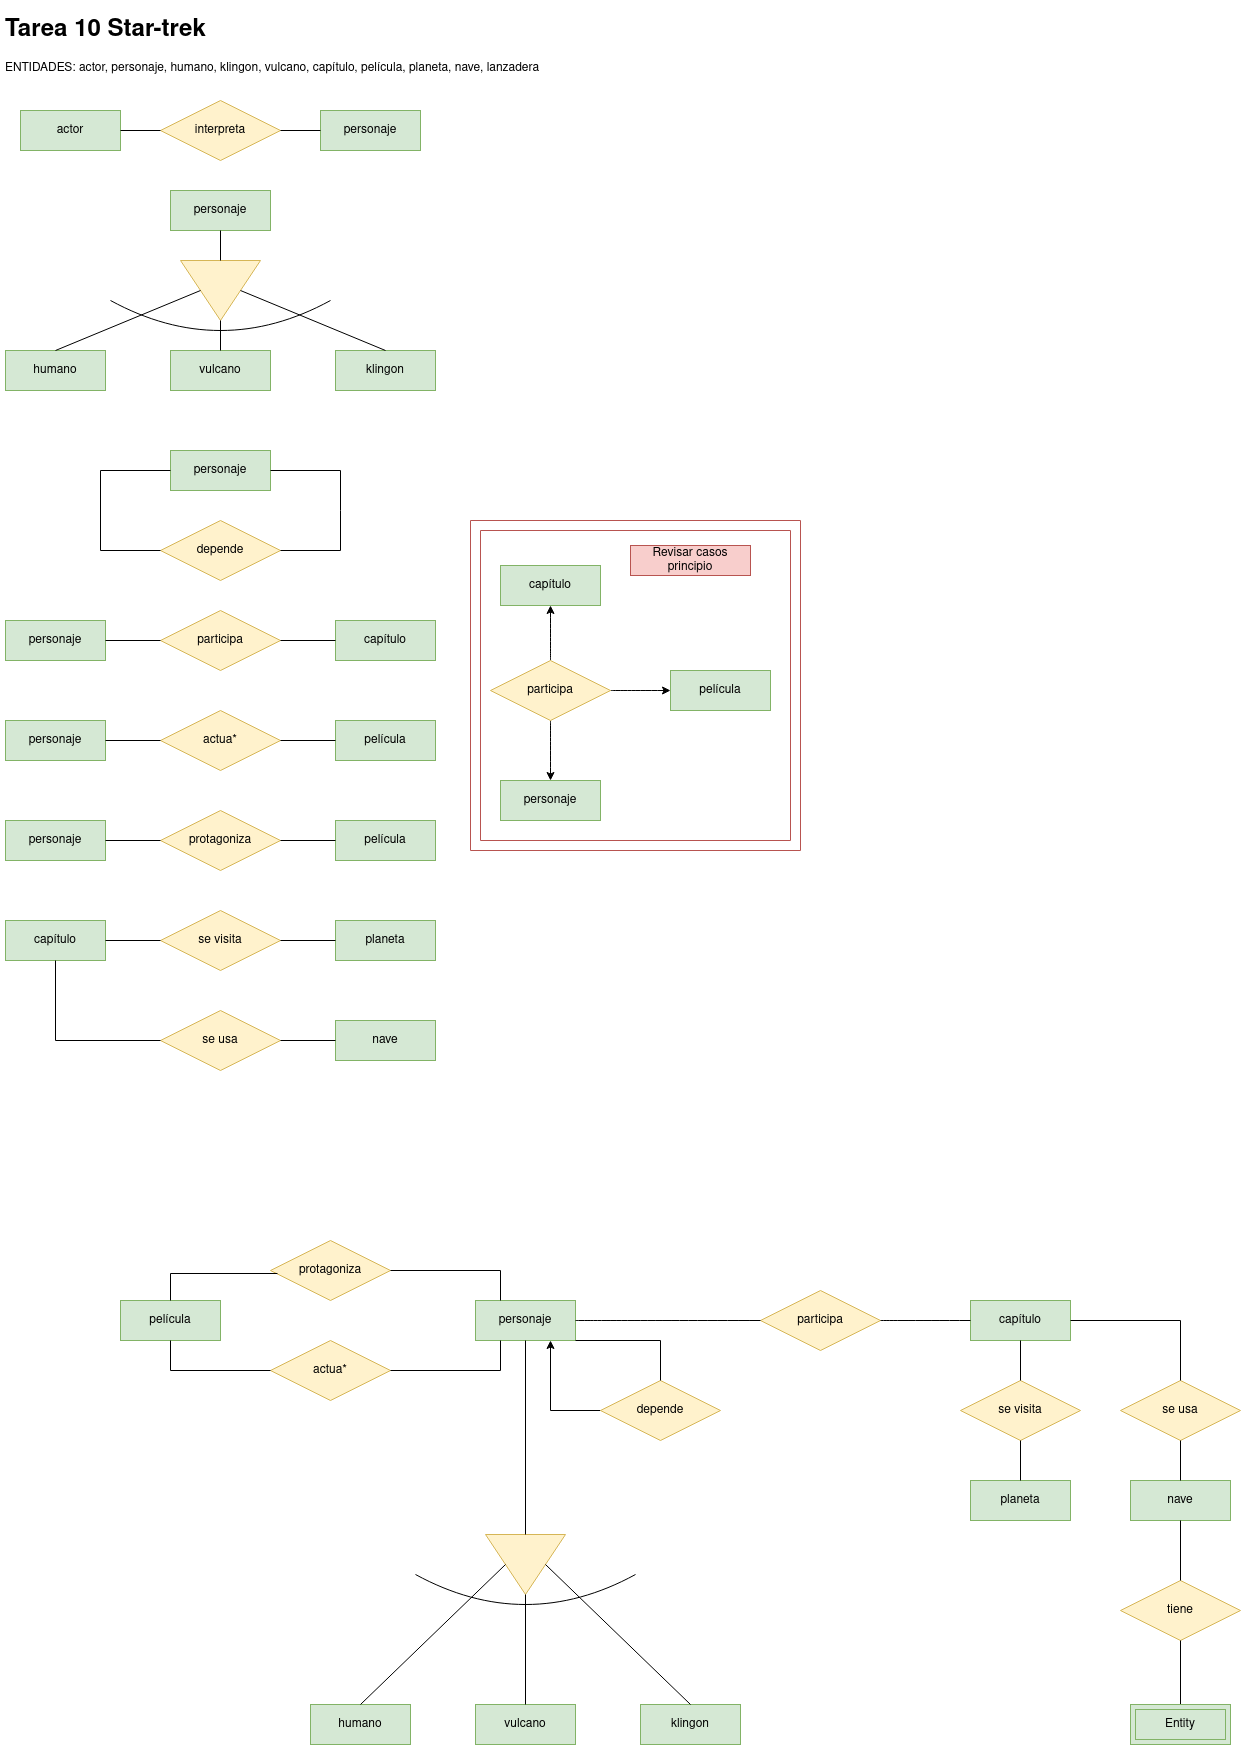 Tarea 10 Star-trek
ENTIDADES: actor, personaje, humano, klingon, vulcano, capítulo, película, planeta, nave, lanzadera
actor
interpreta
personaje
personaje
humano
vulcano
klingon
personaje
depende
personaje
participa
capítulo
personaje
actua*
película
personaje
protagoniza
película
capítulo
se visita
planeta
se usa
nave
Revisar casos
principio
capítulo
participa
película
personaje
protagoniza
película
personaje
participa
capítulo
actua*
depende
se visita
se usa
planeta
nave
tiene
humano
vulcano
klingon
Entity